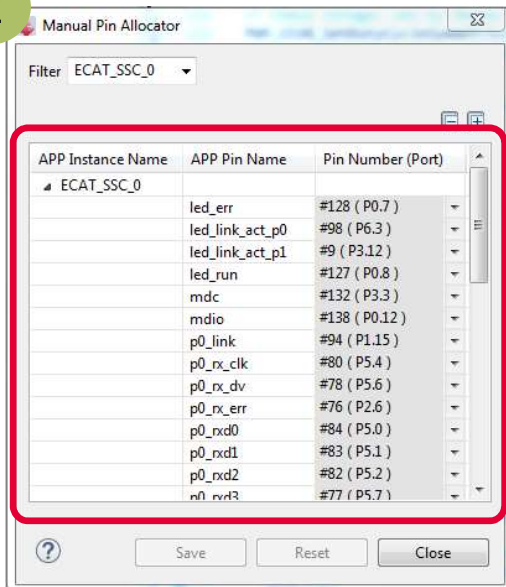 Manual Pin Allocator
Filter ECAT_SSC_0
APP Instance Name APP Pin Name Pin Number (Port)
ECAT_SSC_0
led_err #128 ( P0.7 )
led_link_act_p0 #98 ( P6.3 )
led_link_act_p1 #9 ( P3.12 )
led_run #127 ( P0.8 )
mdc #132 ( P3.3 )
mdio #138 ( P0.12 )
p0_link #94 ( P1.15 )
p0_rx_clk #80 ( P5.4 )
p0_rx_dv #78 ( P5.6 )
p0_rx_err #76 ( P2.6 )
p0_rxd0 #84 ( P5.0 )
p0_rxd1 #83 ( P5.1 )
p0_rxd2 #82 ( P5.2 )
p0_rxd3 #77 ( P5.7 )
Save Reset Close